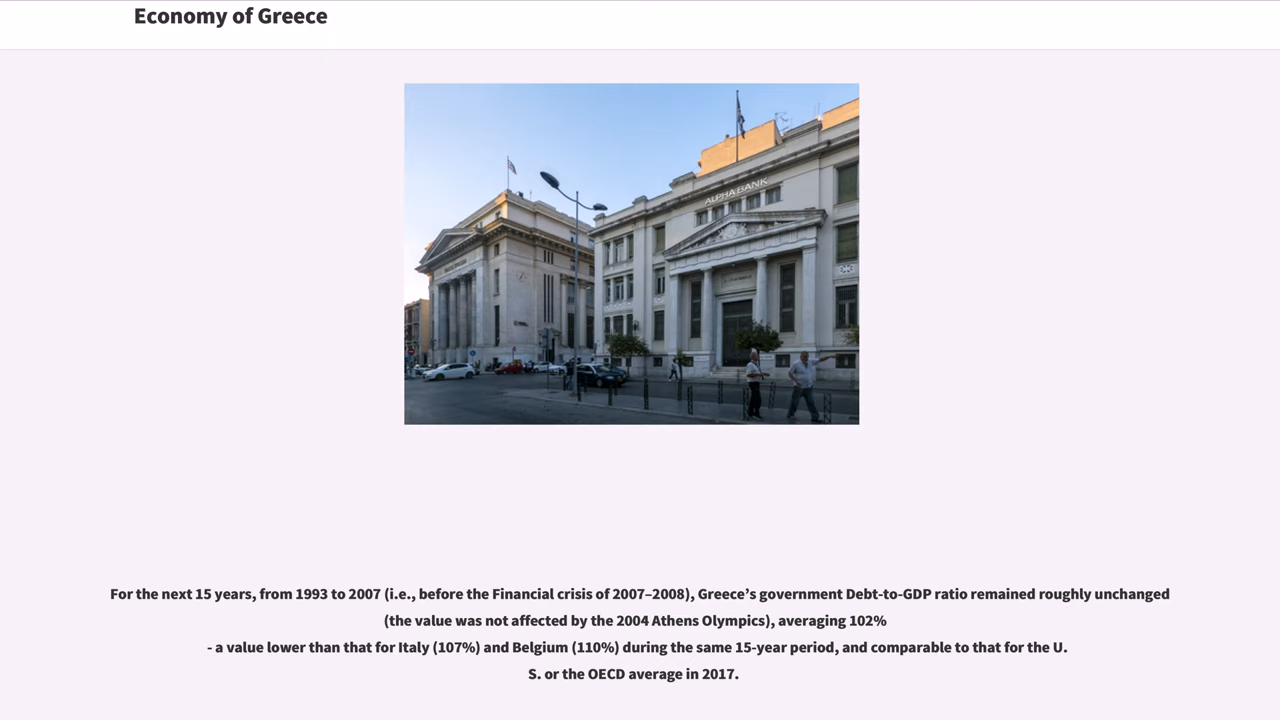 Economy of Greece
ALPHA BANK
For the next 15 years, from 1993 to 2007 (i.e., before the Financial crisis of 2007–2008), Greece’s government Debt-to-GDP ratio remained roughly unchanged
(the value was not affected by the 2004 Athens Olympics), averaging 102%
- a value lower than that for Italy (107%) and Belgium (110%) during the same 15-year period, and comparable to that for the U.
S. or the OECD average in 2017.